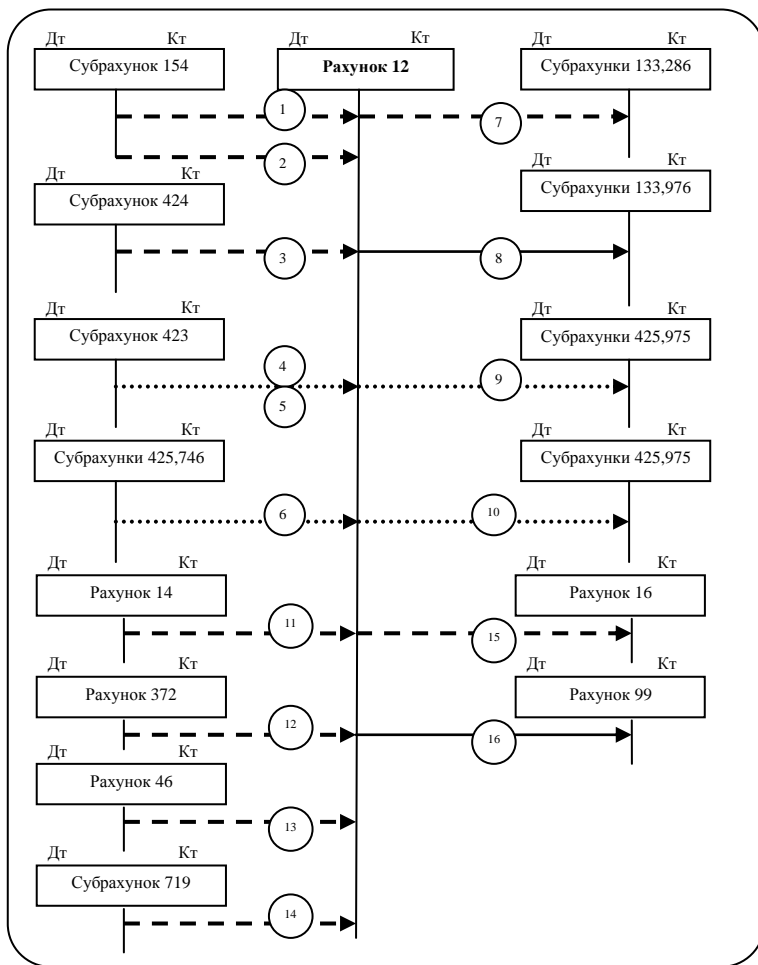 Дт Кт Дт Кт Дт Кт
Субрахунок 154 Рахунок 12 Субрахунки 133,286
1 7
2
Дт Кт Дт Кт
Субрахунок 424 Субрахунки 133,976
3 8
Дт Кт Дт Кт
Субрахунок 423 Субрахунки 425,975
4 9
5
Дт Кт Дт Кт
Субрахунки 425,746 Субрахунки 425,975
6 10
Дт Кт Дт Кт
Рахунок 14 Рахунок 16
11 15
Дт Кт Дт Кт
Рахунок 372 Рахунок 99
12 16
Дт Кт
Рахунок 46
13
Дт Кт
Субрахунок 719
14